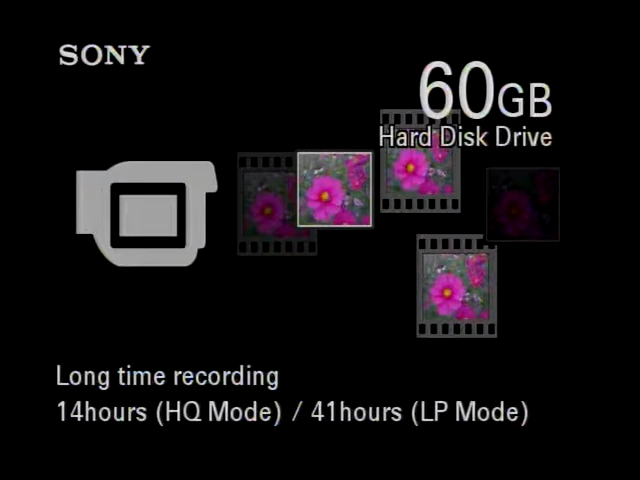 SONY
60GB
Hard Disk Drive
Long time recording
14hours (HQ Mode) / 41hours (LP Mode)